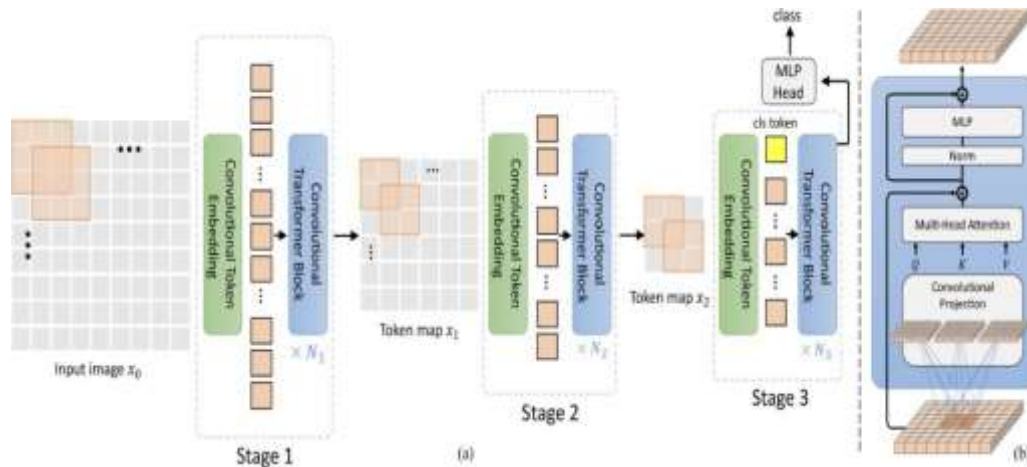 Input image x₀
Convolutional Token
Embedding
Convolutional
Transformer Block
× N₁
Stage 1
Token map x₁
(a)
Convolutional Token
Embedding
Convolutional
Transformer Block
× N₂
Stage 2
Token map x₂
class
MLP
Head
cls token
Convolutional Token
Embedding
Convolutional
Transformer Block
× N₃
Stage 3
MLP
Norm
Multi-Head Attention
Q K V
Convolutional
Projection
(b)